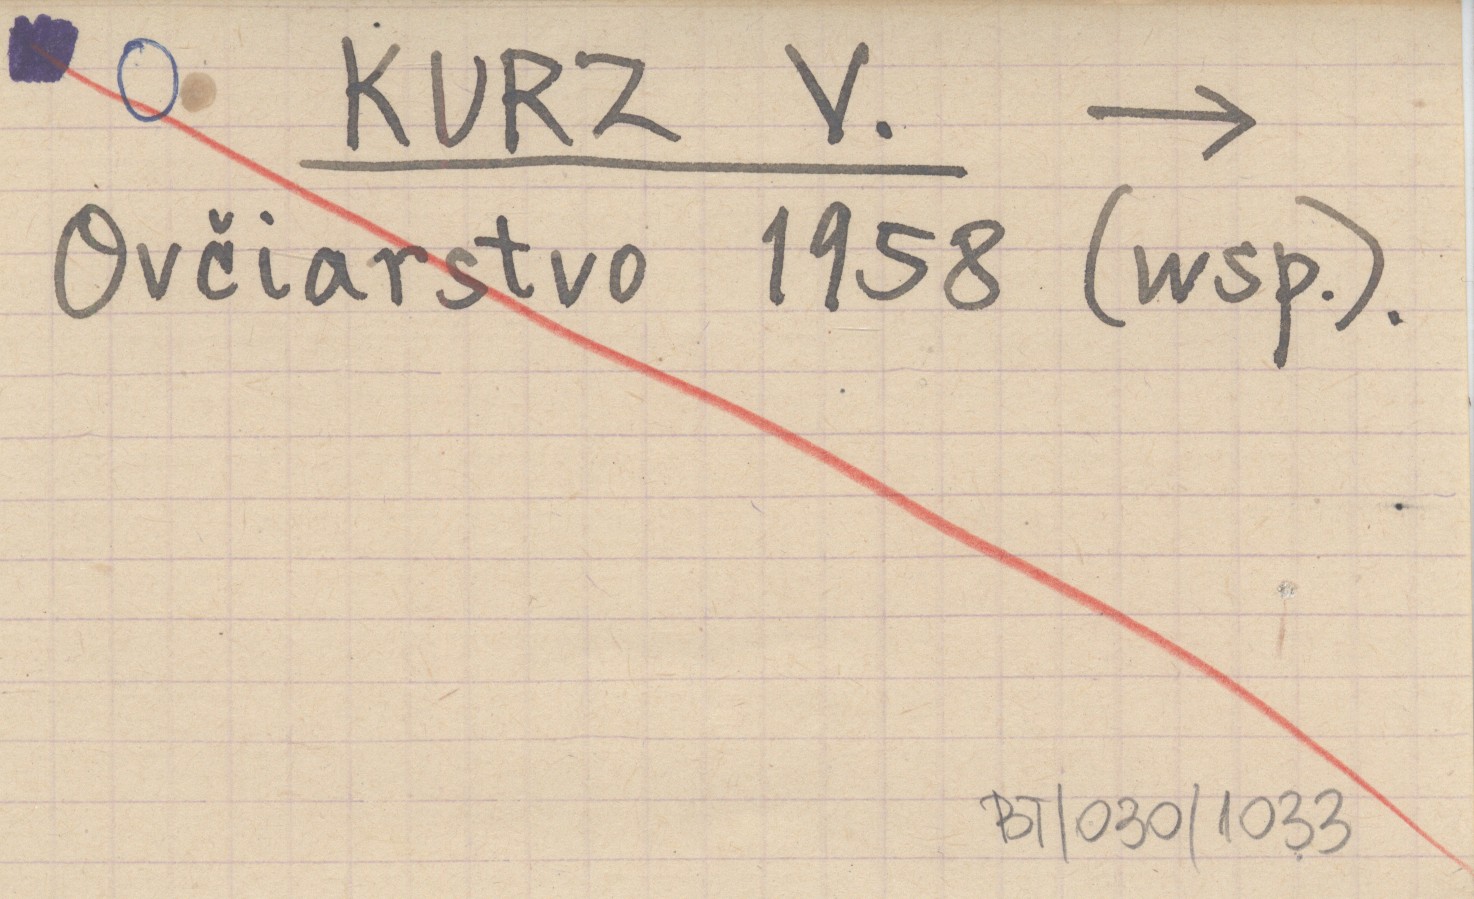 KURZ V. →
Ovčiarstvo 1958 (wsp.).
BT/030/1033